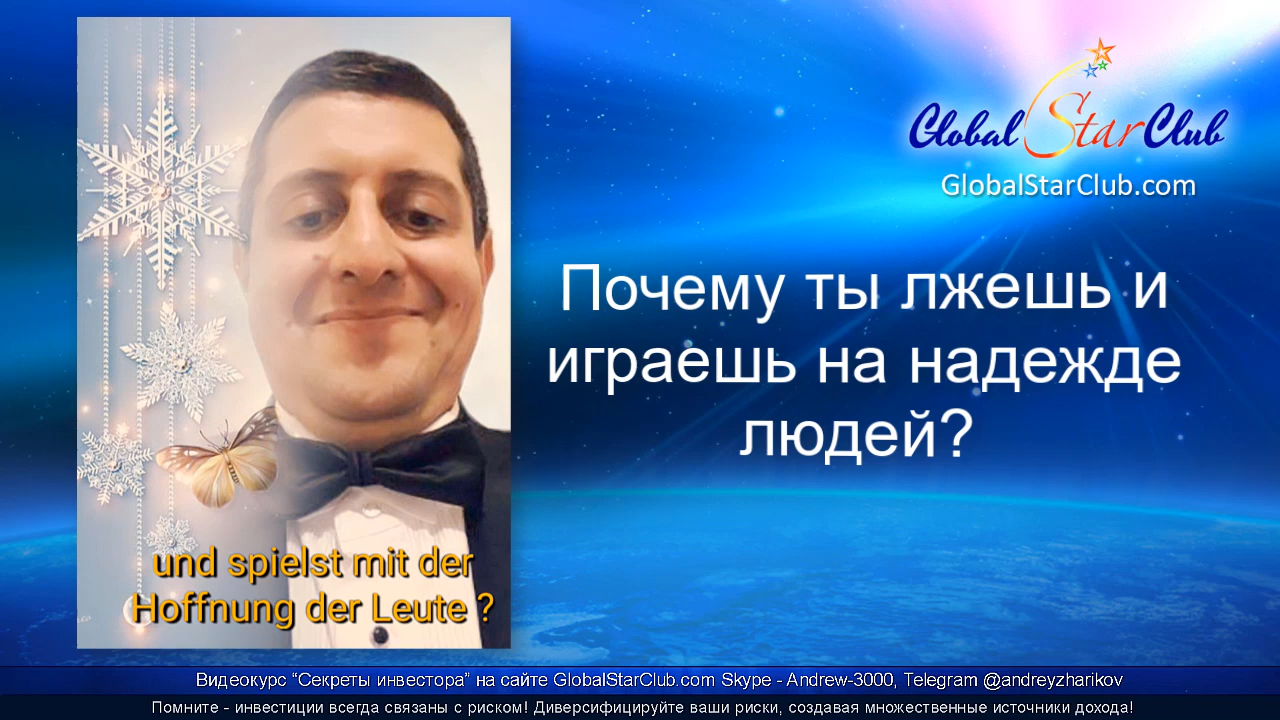 Global Star Club
GlobalStarClub.com
Почему ты лжешь и
играешь на надежде
людей?
und spielst mit der
Hoffnung der Leute ?
Видеокурс "Секреты инвестора" на сайте GlobalStarClub.com Skype - Andrew-3000, Telegram @andreyzharikov
Помните - инвестиции всегда связаны с риском! Диверсифицируйте ваши риски, создавая множественные источники дохода!